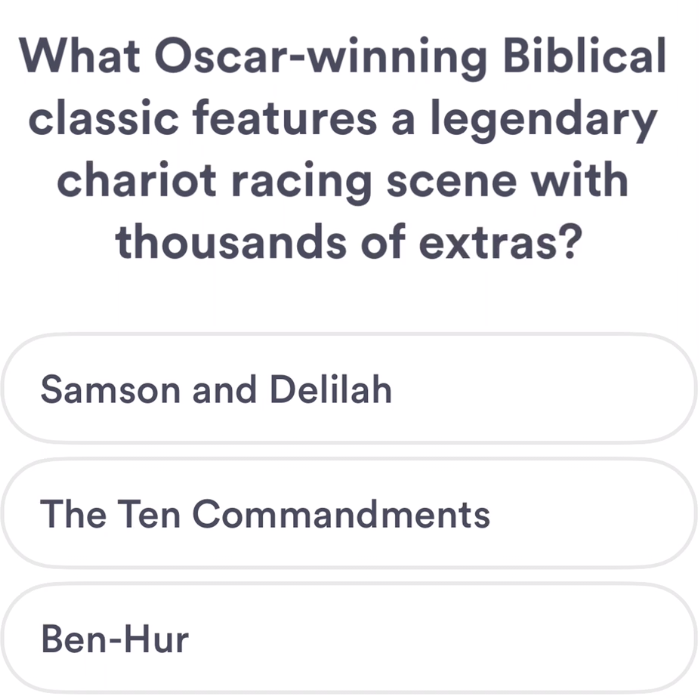 What Oscar-winning Biblical
classic features a legendary
chariot racing scene with
thousands of extras?
Samson and Delilah
The Ten Commandments
Ben-Hur